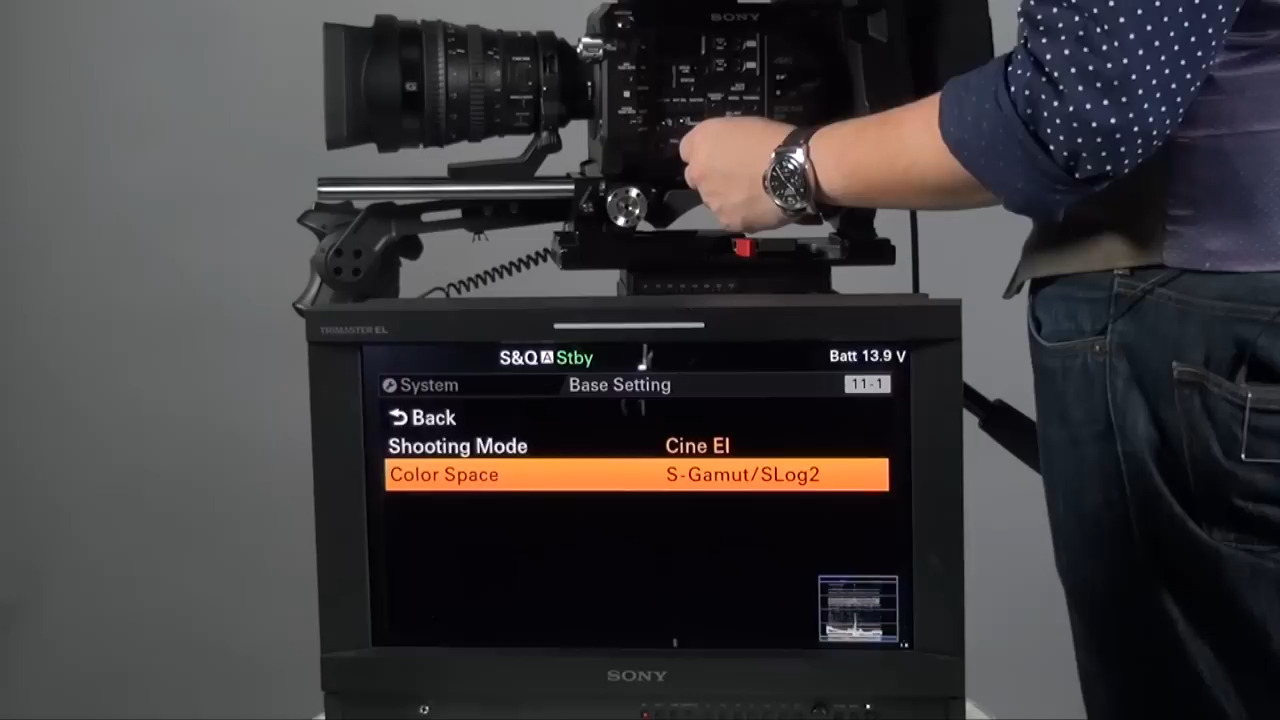 SONY
TRIMASTER EL
S&Q A Stby
Batt 13.9 V
System
Base Setting
11-1
Back
Shooting Mode
Cine EI
Color Space
S-Gamut/SLog2
SONY